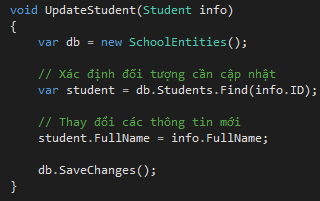 void UpdateStudent(Student info)
{
    var db = new SchoolEntities();
    // Xác định đối tượng cần cập nhật
    var student = db.Students.Find(info.ID);
    // Thay đổi các thông tin mới
    student.FullName = info.FullName;
    db.SaveChanges();
}